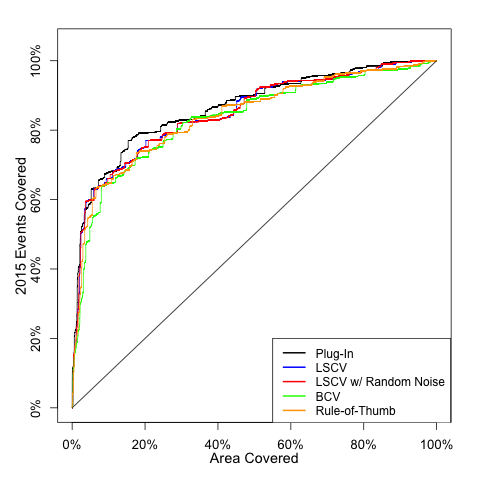 100%
80%
60%
40%
20%
0%
2015 Events Covered
Plug-In
LSCV
LSCV w/ Random Noise
BCV
Rule-of-Thumb
0%
20%
40%
60%
80%
100%
Area Covered